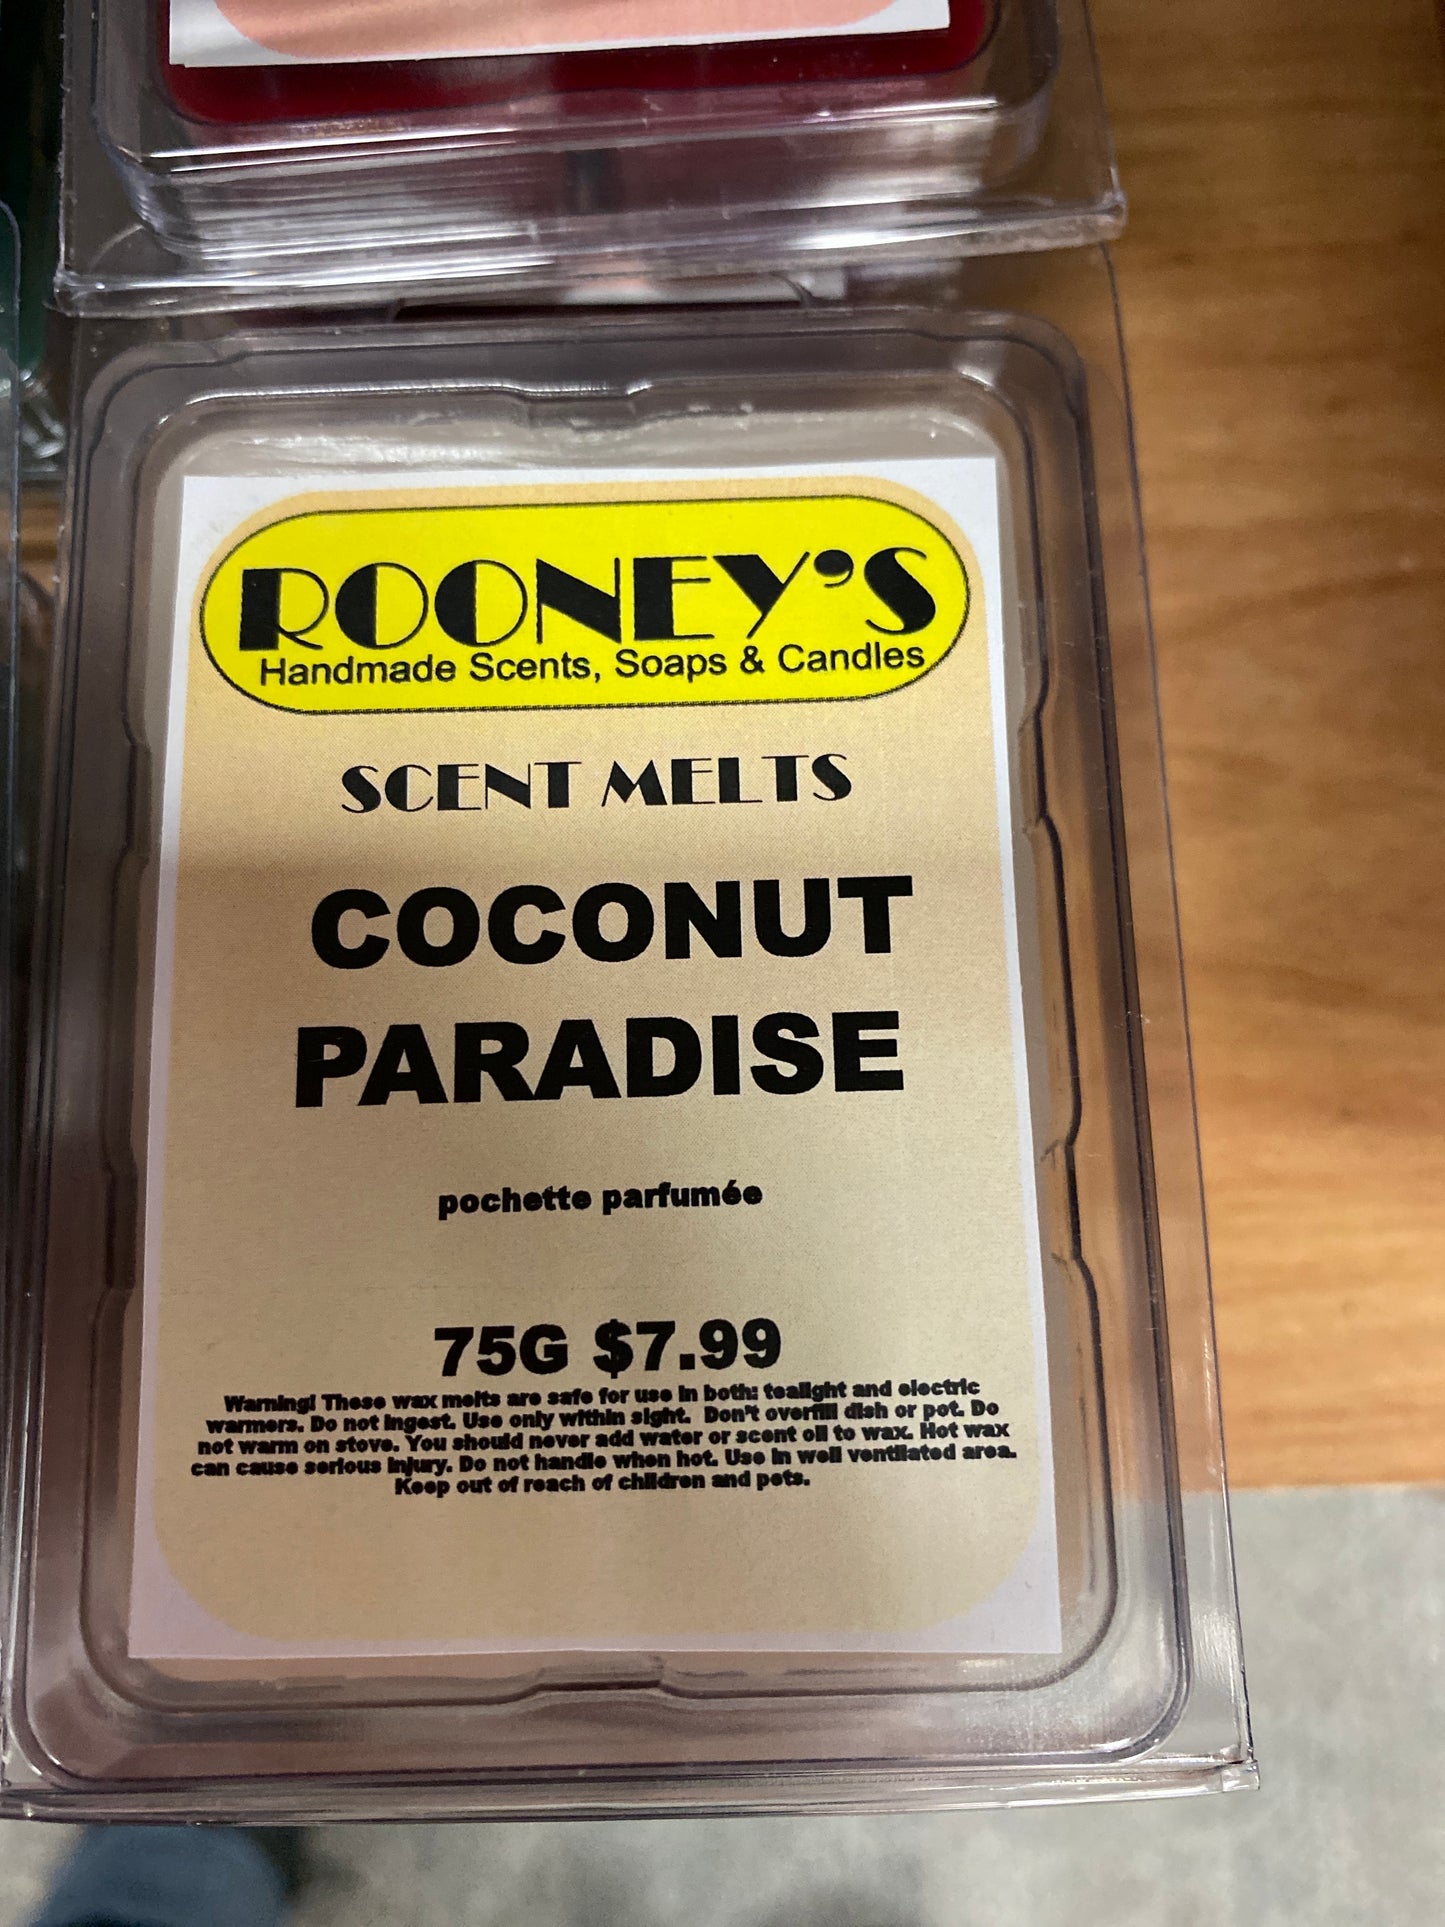 ROONEY'S
Handmade Scents, Soaps & Candles
SCENT MELTS
COCONUT
PARADISE
pochette parfumée
75G $7.99
Warning! These wax melts are safe for use in both: tealight and electric
warmers. Do not ingest. Use only within sight. Don't overfill dish or pot. Do
not warm on stove. You should never add water or scent oil to wax. Hot wax
can cause serious injury. Do not handle when hot. Use in well ventilated area.
Keep out of reach of children and pets.